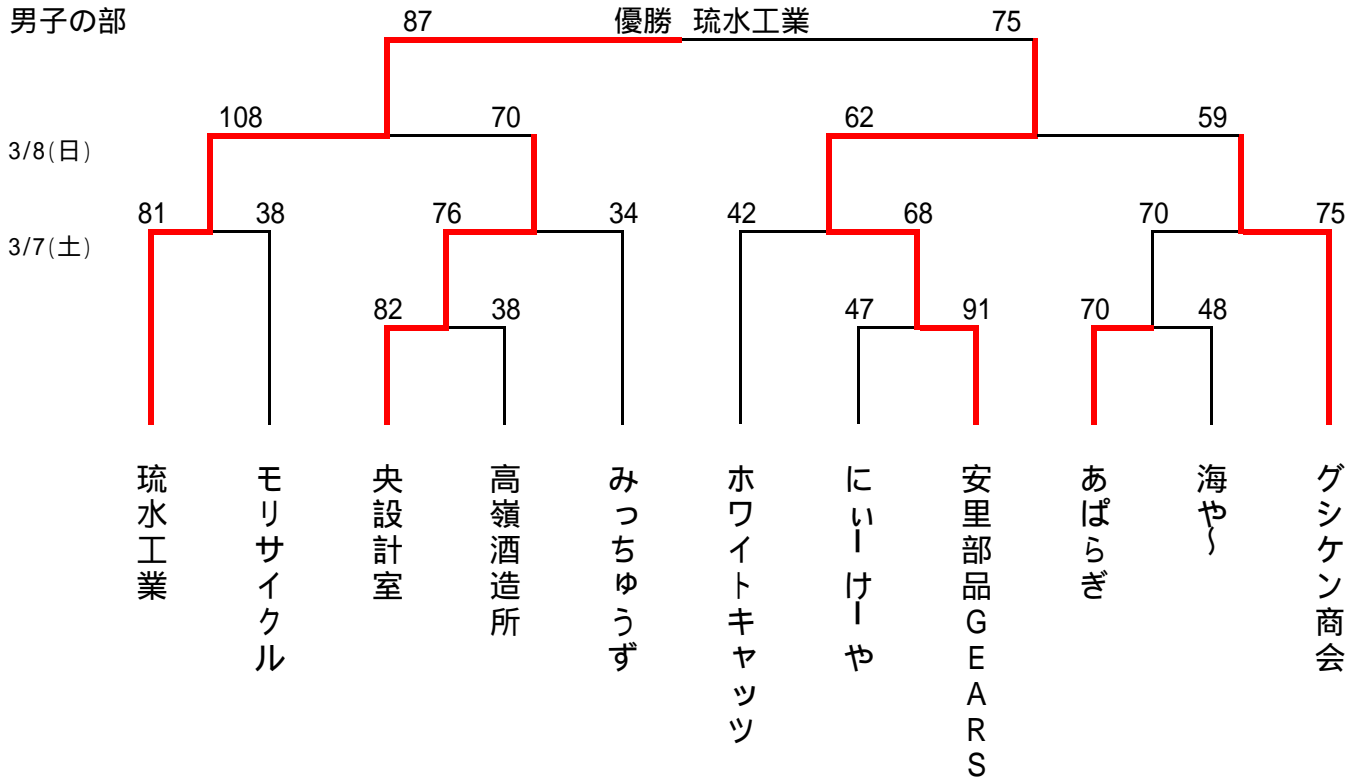 男子の部
87
優勝 琉水工業
75
108
70
62
59
3/8(日)
81
38
76
34
42
68
70
75
3/7(土)
82
38
47
91
70
48
琉水工業
モリサイクル
央設計室
高嶺酒造所
みっちゅうず
ホワイトキャッツ
にぃーけーや
安里部品GEARS
あぱらぎ
海や～
グシケン商会